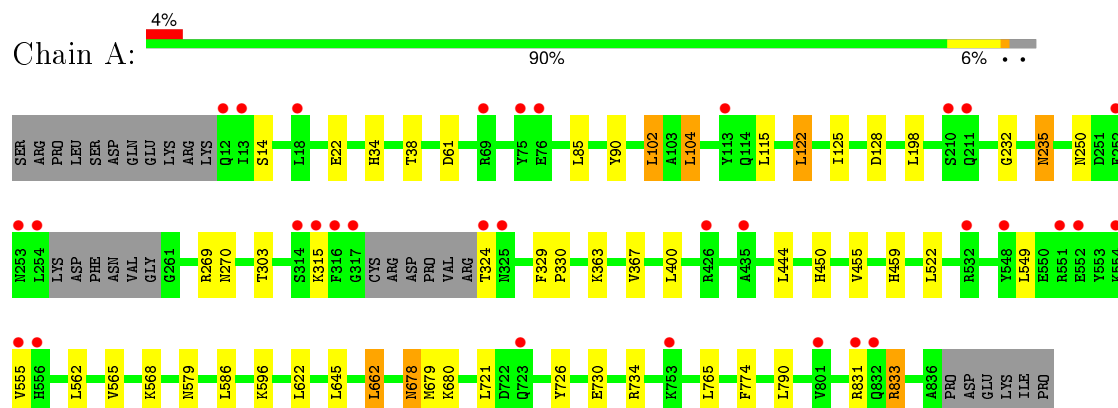 4%
Chain A:
90% 6% • •
SER ARG PRO LEU SER ASP GLN GLU LYS ARG LYS Q12 I13 S14 L18 E22 H34 T38 D61 R69 Y75 E76 L85 Y90 L102 A103 L104 Y113 Q114 L115 L122 I125 D128 L198 S210 Q211 G232 N235 N250 D251 F252
N253 L254 LYS ASP PHE ASN VAL GLY G261 R269 N270 T303 S314 K315 F316 G317 CYS ARG ASP PRO VAL ARG T324 N325 F329 P330 K363 V367 L400 R426 A435 L444 H450 V455 H459 L522 R532 Y548 L549 E550 R551 E552 Y553 K554
V555 H556 L562 V565 K568 N579 L586 K596 L622 L645 L662 N678 M679 K680 L721 D722 Q723 Y726 E730 R734 K753 L765 F774 L790 V801 R831 Q832 R833 A836 PRO ASP GLU LYS ILE PRO